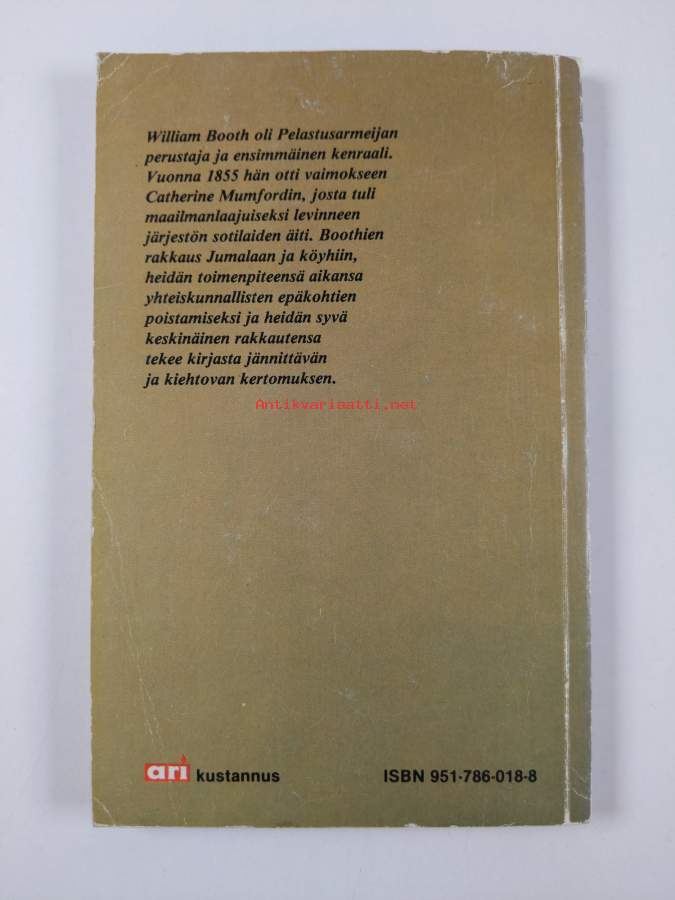 William Booth oli Pelastusarmeijan
perustaja ja ensimmäinen kenraali.
Vuonna 1855 hän otti vaimokseen
Catherine Mumfordin, josta tuli
maailmanlaajuiseksi levinneen
järjestön sotilaiden äiti. Boothien
rakkaus Jumalaan ja köyhiin,
heidän toimenpiteensä aikansa
yhteiskunnallisten epäkohtien
poistamiseksi ja heidän syvä
keskinäinen rakkautensa
tekee kirjasta jännittävän
ja kiehtovan kertomuksen.
Antikvariaatti.net
ari kustannus
ISBN 951-786-018-8